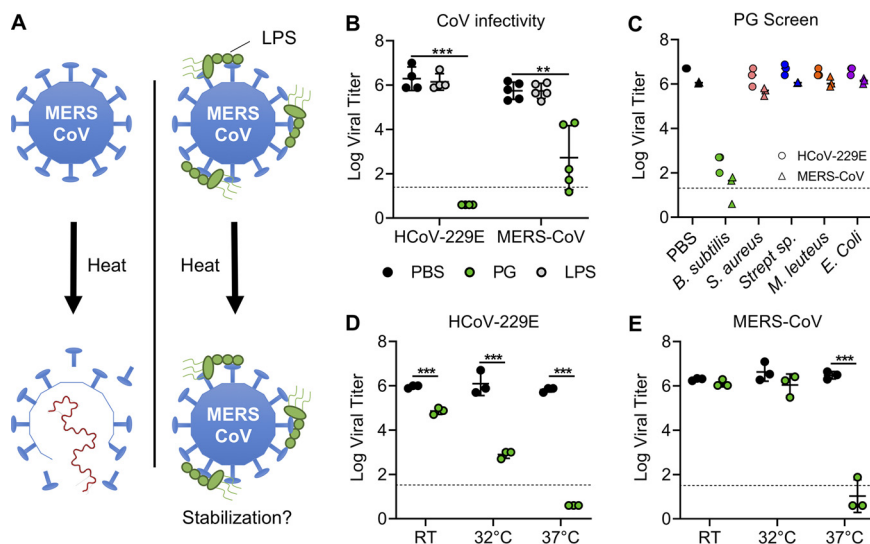 A
LPS
MERS
CoV
MERS
CoV
Heat
Heat
MERS
CoV
Stabilization?
B
CoV infectivity
Log Viral Titer
8
6
4
2
0
***
**
HCoV-229E
MERS-CoV
PBS
PG
LPS
C
PG Screen
Log Viral Titer
8
6
4
2
0
HCoV-229E
MERS-CoV
PBS
B. subtilis
S. aureus
Strept sp.
M. leuteus
E. Coli
D
HCoV-229E
Log Viral Titer
8
6
4
2
0
***
***
***
RT
32°C
37°C
E
MERS-CoV
Log Viral Titer
8
6
4
2
0
***
RT
32°C
37°C